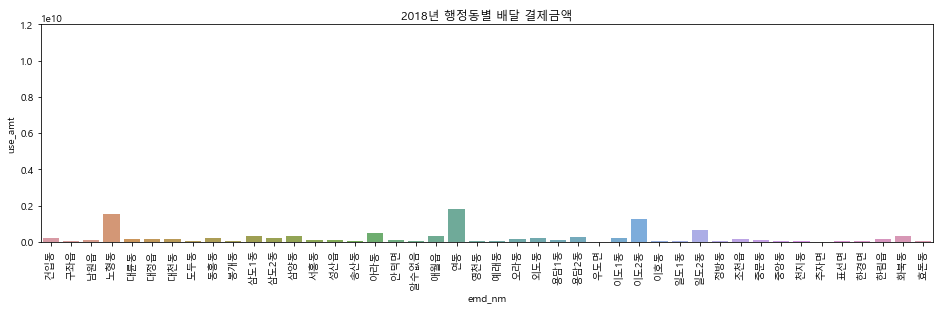 2018년 행정동별 배달 결제금액
1e10
1.2
1.0
0.8
0.6
0.4
0.2
0.0
use_amt
건입동 구좌읍 남원읍 노형동 대륜동 대정읍 대천동 도두동 동홍동 봉개동 삼도1동 삼도2동 삼양동 서홍동 성산읍 송산동 아라동 안덕면 알수없음 애월읍 연동 영천동 예래동 오라동 외도동 용담1동 용담2동 우도면 이도1동 이도2동 이호동 일도1동 일도2동 정방동 조천읍 중문동 중앙동 천지동 추자면 표선면 한경면 한림읍 화북동 효돈동
emd_nm